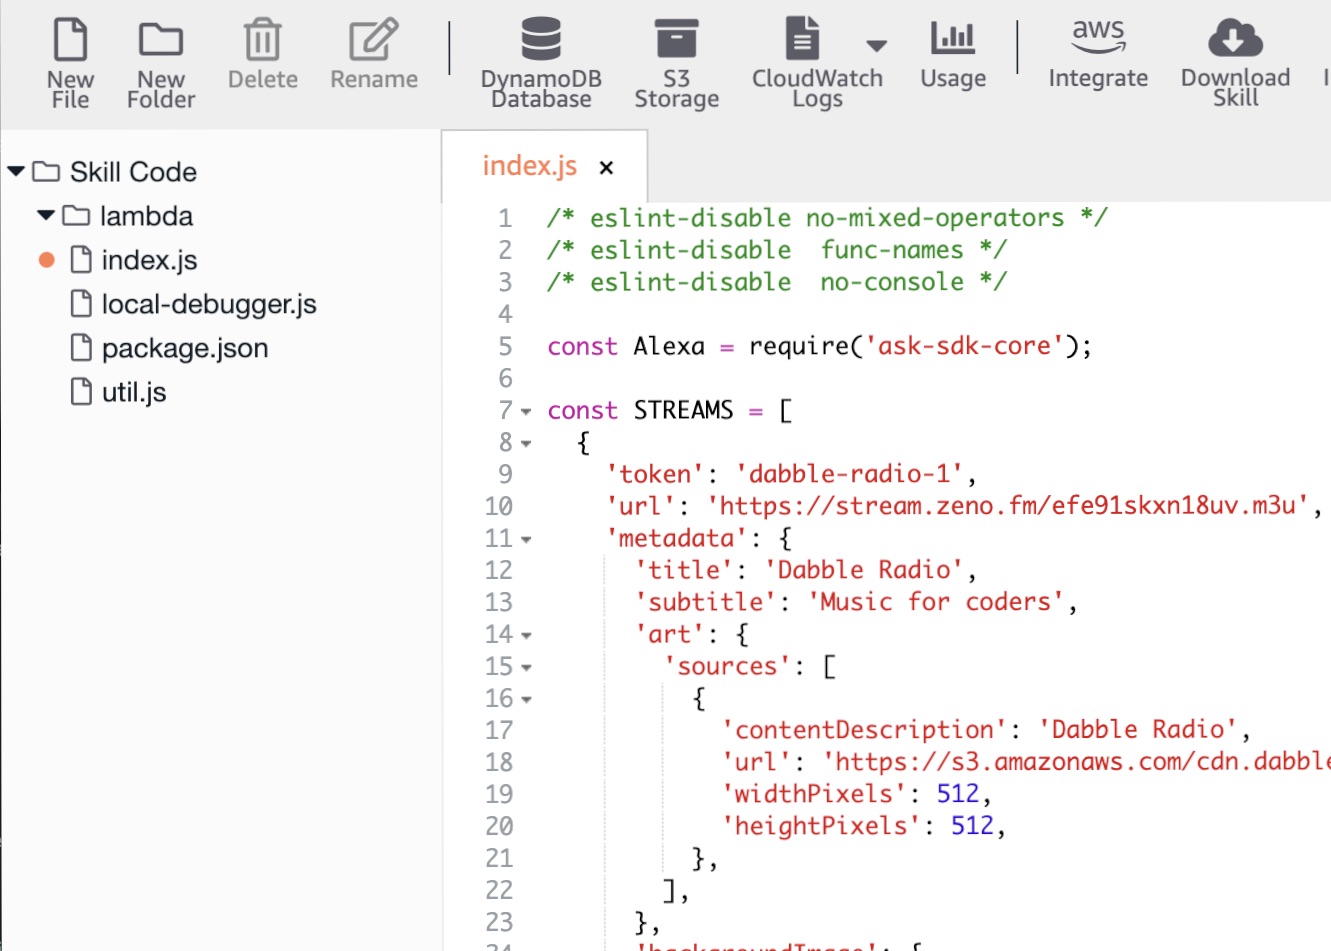 New File
New Folder
Delete
Rename
DynamoDB Database
S3 Storage
CloudWatch Logs
Usage
aws Integrate
Download Skill
Skill Code
lambda
index.js
local-debugger.js
package.json
util.js
index.js ×
1 /* eslint-disable no-mixed-operators */
2 /* eslint-disable  func-names */
3 /* eslint-disable  no-console */
4
5 const Alexa = require('ask-sdk-core');
6
7 const STREAMS = [
8   {
9     'token': 'dabble-radio-1',
10     'url': 'https://stream.zeno.fm/efe91skxn18uv.m3u',
11     'metadata': {
12       'title': 'Dabble Radio',
13       'subtitle': 'Music for coders',
14       'art': {
15         'sources': [
16           {
17             'contentDescription': 'Dabble Radio',
18             'url': 'https://s3.amazonaws.com/cdn.dabble
19             'widthPixels': 512,
20             'heightPixels': 512,
21           },
22         ],
23       },
24       'backgroundImage': {